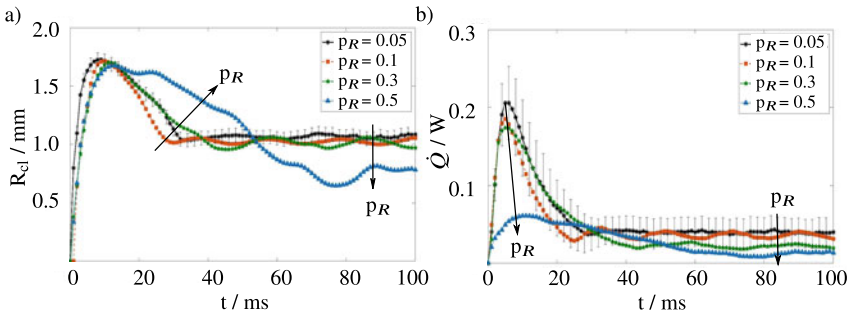 a)
R_cl / mm
2.0
1.5
1.0
0.5
0
20
40
60
80
100
t / ms
p_R = 0.05
p_R = 0.1
p_R = 0.3
p_R = 0.5
p_R
p_R
b)
Q̇ / W
0.3
0.2
0.1
0
20
40
60
80
100
t / ms
p_R = 0.05
p_R = 0.1
p_R = 0.3
p_R = 0.5
p_R
p_R